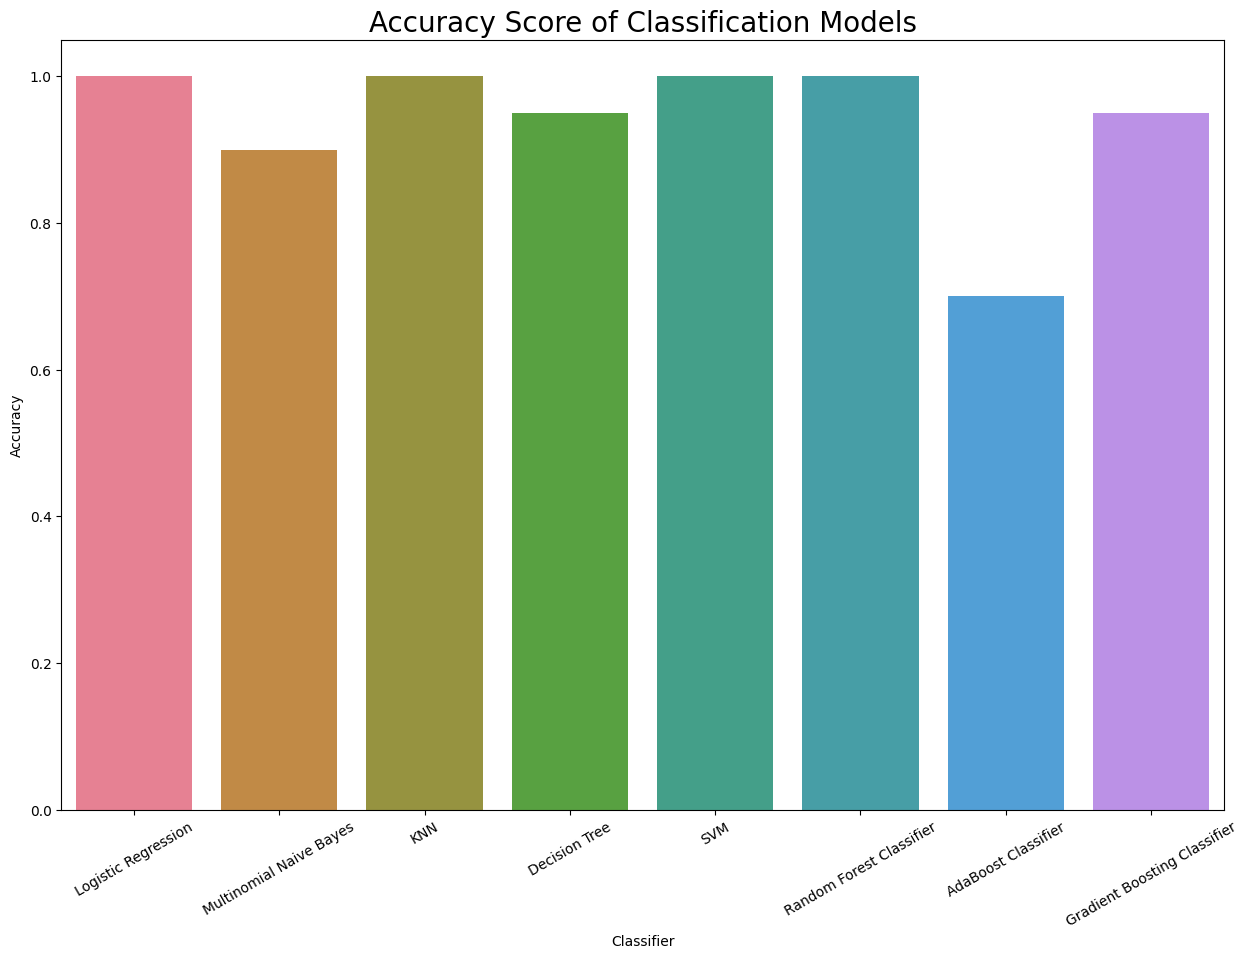 Accuracy Score of Classification Models
1.0
0.8
0.6
0.4
0.2
0.0
Accuracy
Logistic Regression
Multinomial Naive Bayes
KNN
Decision Tree
SVM
Random Forest Classifier
AdaBoost Classifier
Gradient Boosting Classifier
Classifier